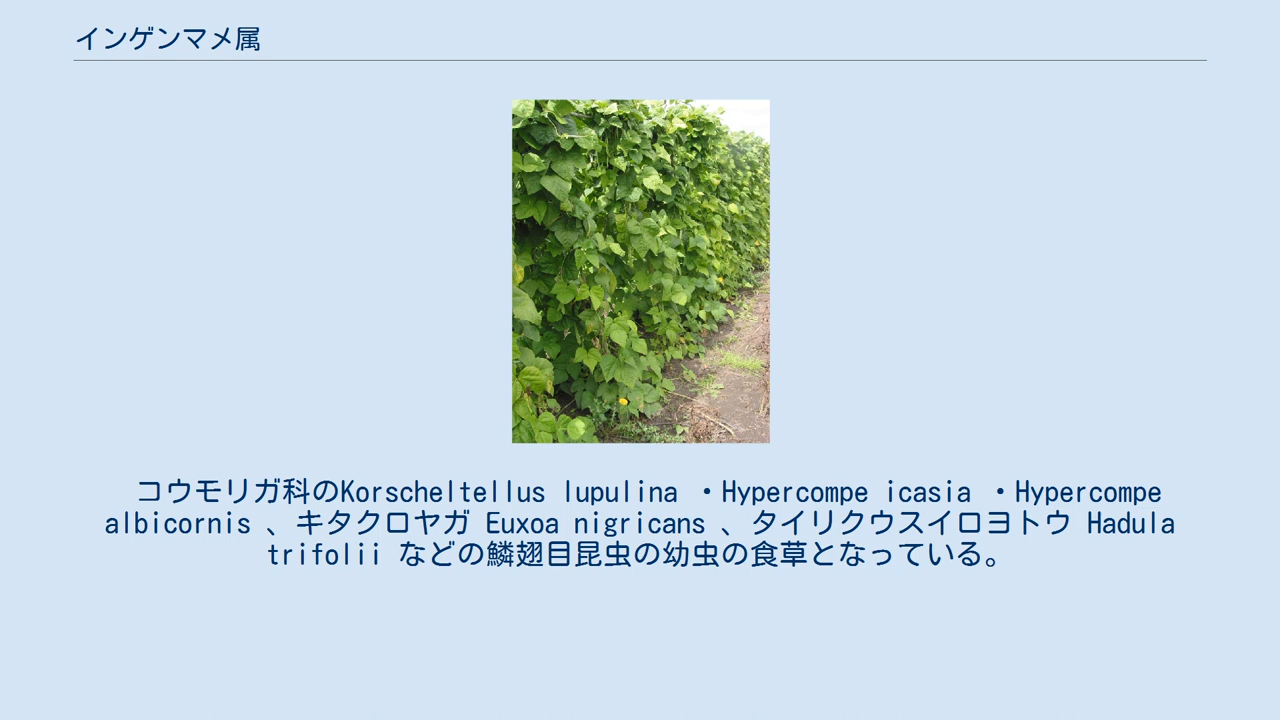 インゲンマメ属
コウモリガ科のKorscheltellus lupulina ・Hypercompe icasia ・Hypercompe
albicornis 、キタクロヤガ Euxoa nigricans 、タイリクウスイロヨトウ Hadula
trifolii などの鱗翅目昆虫の幼虫の食草となっている。